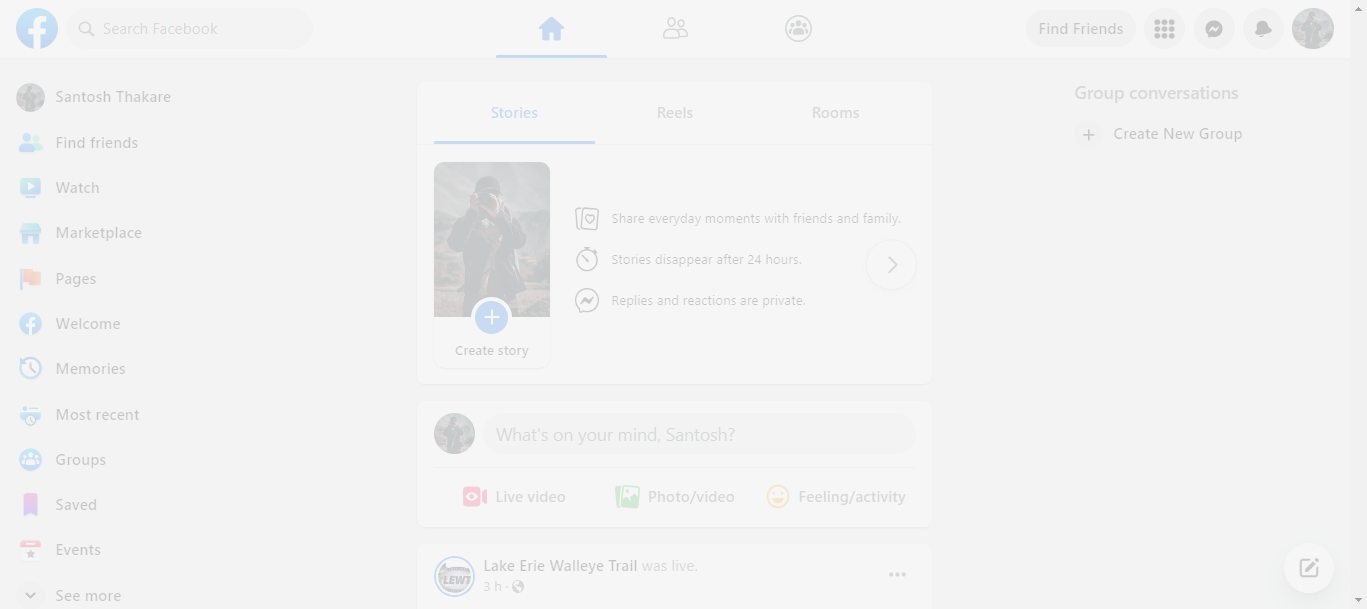 Search Facebook
Find Friends
Santosh Thakare
Find friends
Watch
Marketplace
Pages
Welcome
Memories
Most recent
Groups
Saved
Events
See more
Stories Reels Rooms
Share everyday moments with friends and family.
Stories disappear after 24 hours.
Replies and reactions are private.
Create story
What's on your mind, Santosh?
Live video Photo/video Feeling/activity
LEWT
Lake Erie Walleye Trail was live.
3 h ·
Group conversations
Create New Group